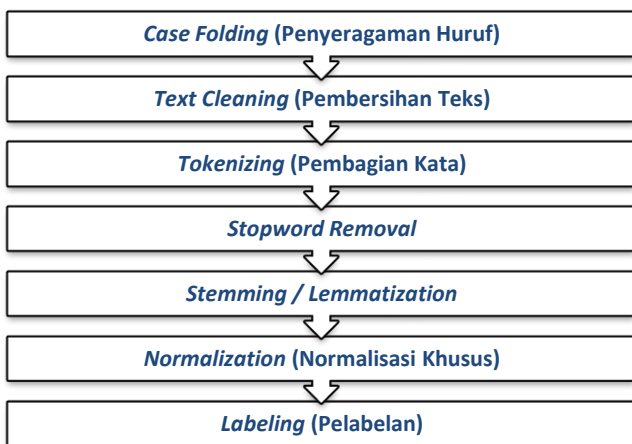 Case Folding (Penyeragaman Huruf)
Text Cleaning (Pembersihan Teks)
Tokenizing (Pembagian Kata)
Stopword Removal
Stemming / Lemmatization
Normalization (Normalisasi Khusus)
Labeling (Pelabelan)